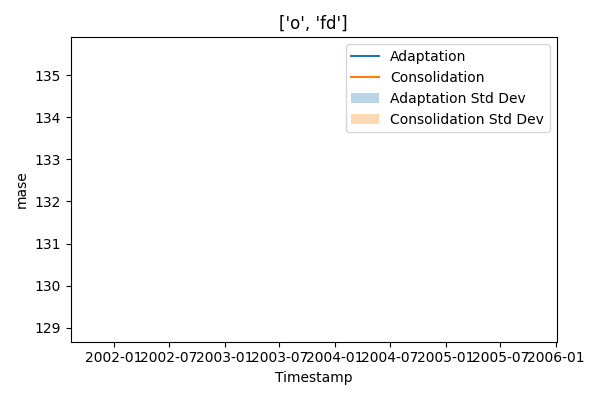 ['o', 'fd']
Adaptation
Consolidation
Adaptation Std Dev
Consolidation Std Dev
135
134
133
132
131
130
129
mase
2002-01 2002-07 2003-01 2003-07 2004-01 2004-07 2005-01 2005-07 2006-01
Timestamp